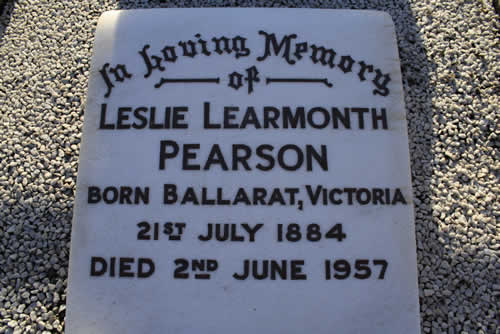 In Loving Memory
of
LESLIE LEARMONTH
PEARSON
BORN BALLARAT, VICTORIA
21ST JULY 1884
DIED 2ND JUNE 1957